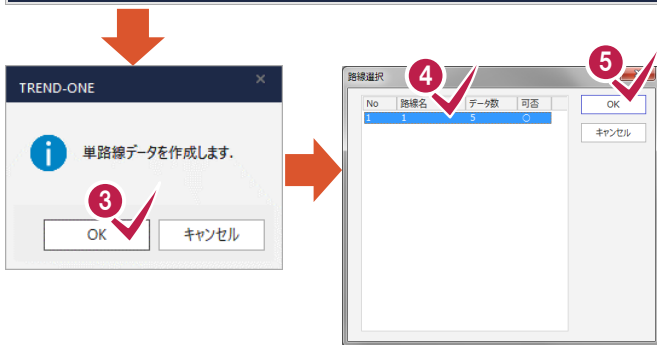 TREND-ONE
単路線データを作成します.
3
OK
キャンセル
路線選択
4
5
No 路線名 データ数 可否
1 1 5 ○
OK
キャンセル